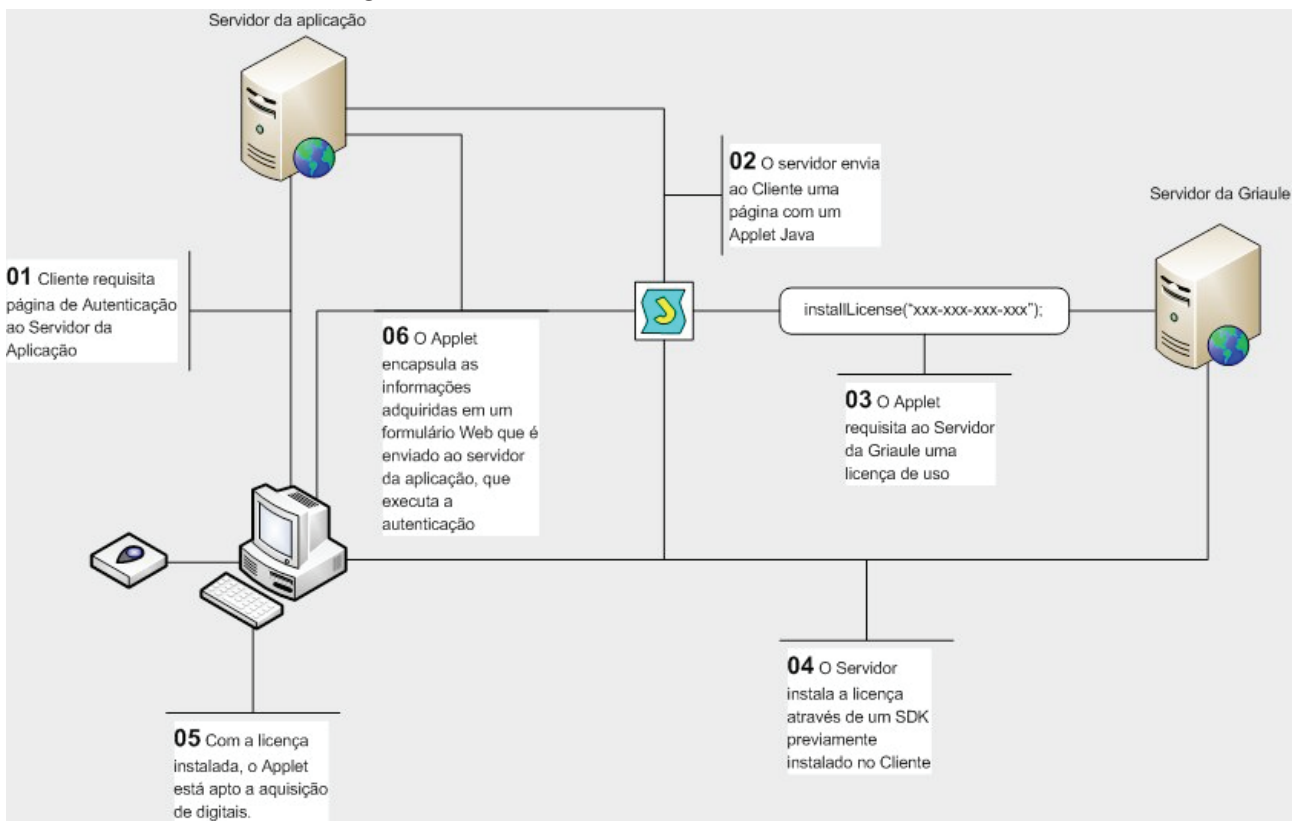 Servidor da aplicação
02 O servidor envia
ao Cliente uma
página com um
Applet Java
Servidor da Griaule
01 Cliente requisita
página de Autenticação
ao Servidor da
Aplicação
installLicense("xxx-xxx-xxx-xxx");
06 O Applet
encapsula as
informações
adquiridas em um
formulário Web que é
enviado ao servidor
da aplicação, que
executa a
autenticação
03 O Applet
requisita ao Servidor
da Griaule uma
licença de uso
04 O Servidor
instala a licença
através de um SDK
previamente
instalado no Cliente
05 Com a licença
instalada, o Applet
está apto a aquisição
de digitais.